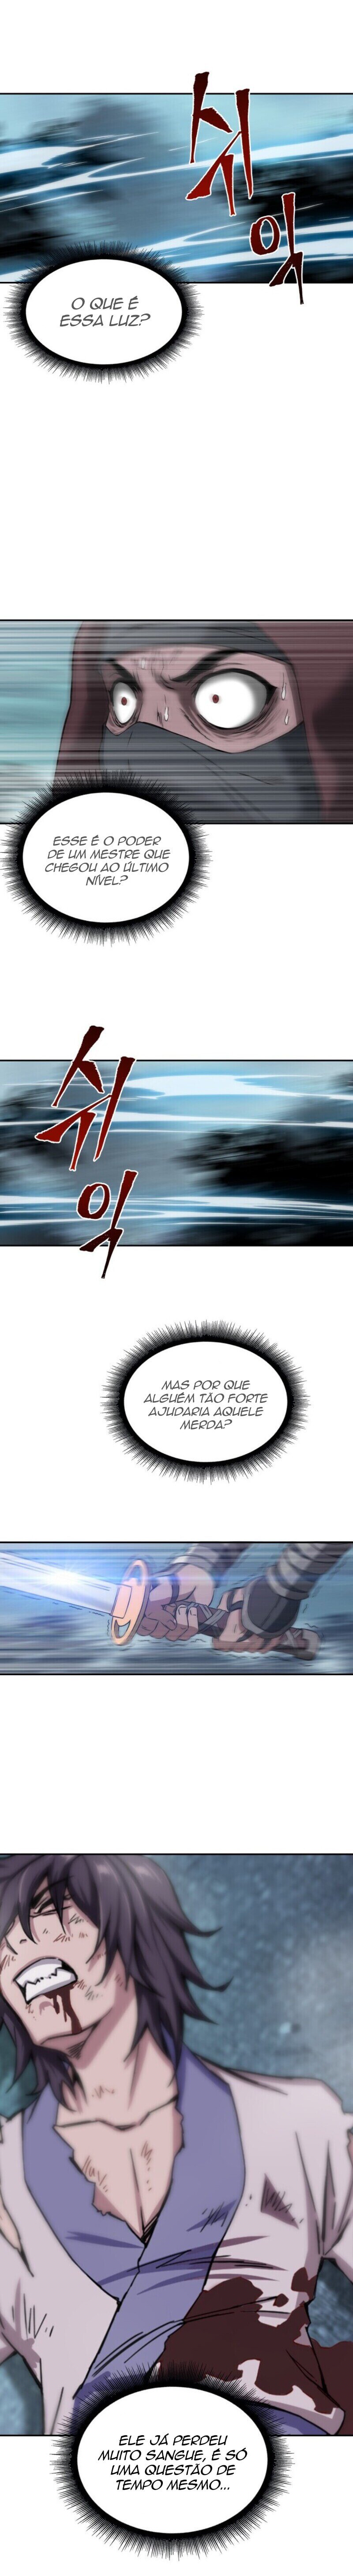 쉬
익
O QUE É
ESSA LUZ?
ESSE É O PODER
DE UM MESTRE QUE
CHEGOU AO ÚLTIMO
NÍVEL?
쉬
익
MAS POR QUE
ALGUÉM TÃO FORTE
AJUDARIA AQUELE
MERDA?
ELE JÁ PERDEU
MUITO SANGUE, É SÓ
UMA QUESTÃO DE
TEMPO MESMO...